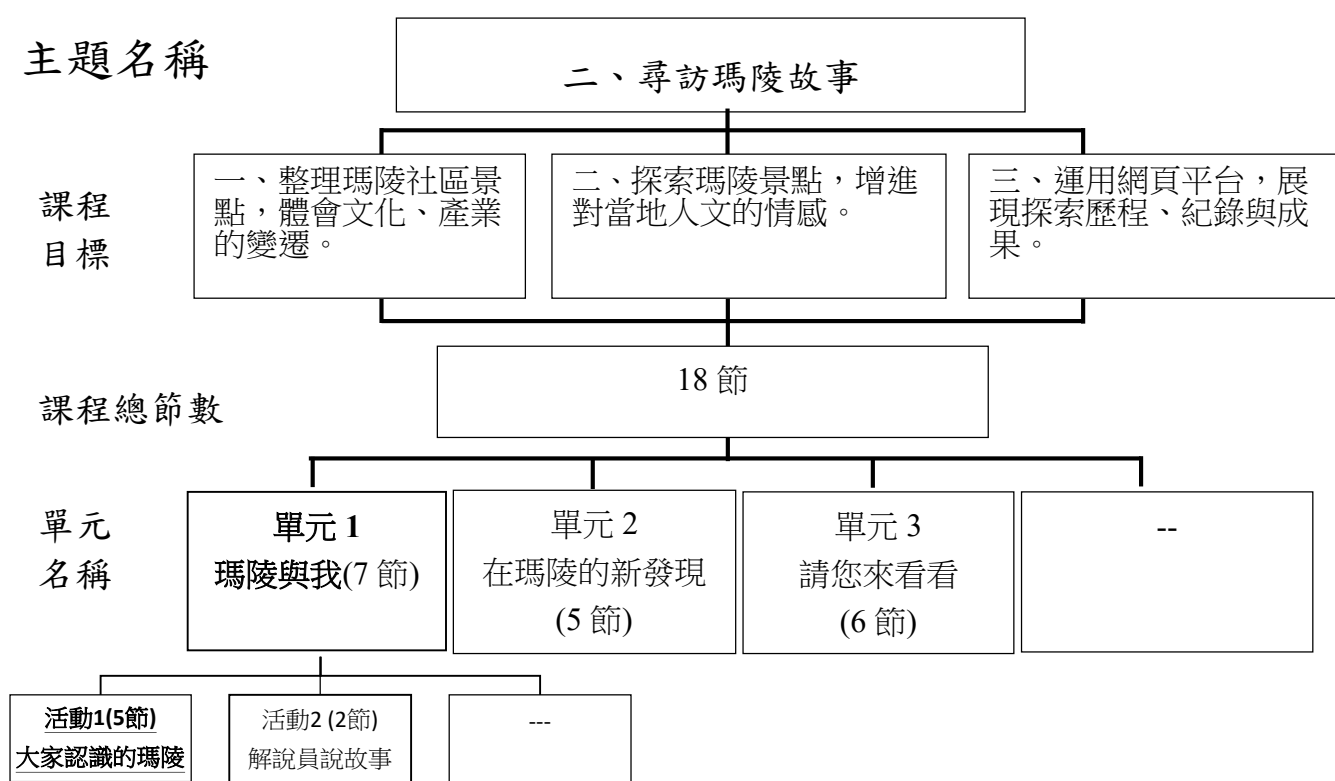 主題名稱
二、尋訪瑪陵故事
課程
目標
一、整理瑪陵社區景
點，體會文化、產業
的變遷。
二、探索瑪陵景點，增進
對當地人文的情感。
三、運用網頁平台，展
現探索歷程、紀錄與成
果。
課程總節數
18 節
單元
名稱
單元 1
瑪陵與我(7 節)
單元 2
在瑪陵的新發現
(5 節)
單元 3
請您來看看
(6 節)
--
活動1(5節)
大家認識的瑪陵
活動2 (2節)
解說員說故事
---